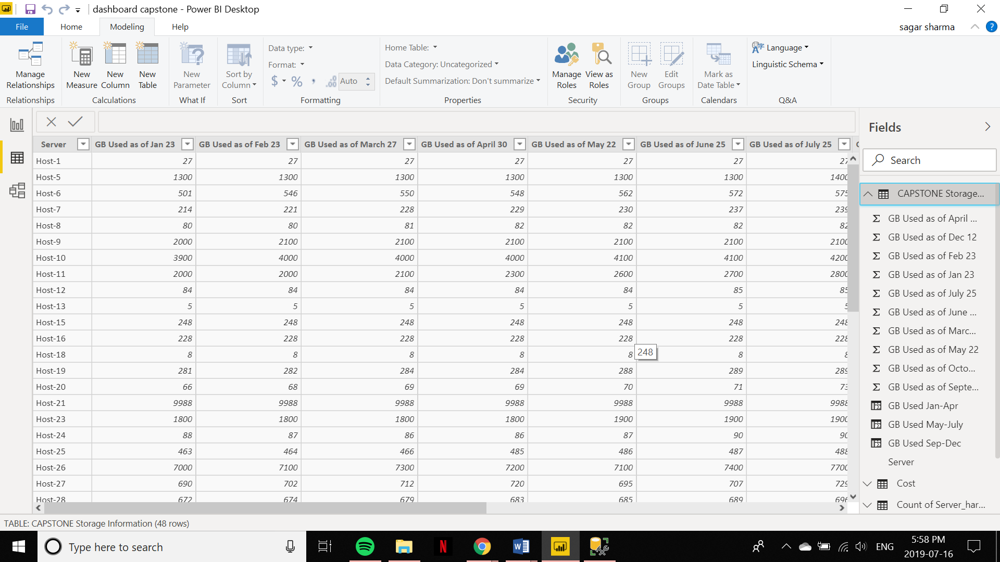 dashboard capstone - Power BI Desktop
File Home Modeling Help sagar sharma ?
Manage Relationships
New Measure
New Column
New Table
New Parameter
Sort by Column
Data type:
Format:
$ % , .00 Auto
Home Table:
Data Category: Uncategorized
Default Summarization: Don't summarize
Manage Roles
View as Roles
New Group
Edit Groups
Mark as Date Table
Language
Linguistic Schema
Relationships Calculations What If Sort Formatting Properties Security Groups Calendars Q&A
Server GB Used as of Jan 23 GB Used as of Feb 23 GB Used as of March 27 GB Used as of April 30 GB Used as of May 22 GB Used as of June 25 GB Used as of July 25
Host-1 27 27 27 27 27 27 27
Host-5 1300 1300 1300 1300 1300 1300 1400
Host-6 501 546 550 548 562 572 575
Host-7 214 221 228 229 230 237 239
Host-8 80 80 81 82 82 82 82
Host-9 2000 2100 2100 2100 2100 2100 2100
Host-10 3900 4000 4000 4000 4100 4100 4200
Host-11 2000 2000 2100 2300 2600 2700 2800
Host-12 84 84 84 84 84 85 85
Host-13 5 5 5 5 5 5 5
Host-15 248 248 248 248 248 248 248
Host-16 228 228 228 228 228 228 228
248
Host-18 8 8 8 8 8 8 8
Host-19 281 282 284 284 288 289 289
Host-20 66 68 69 69 70 71 73
Host-21 9988 9988 9988 9988 9988 9988 9988
Host-23 1800 1800 1800 1800 1900 1900 1900
Host-24 88 87 86 86 87 90 90
Host-25 463 464 466 485 486 487 488
Host-26 7000 7100 7300 7200 7100 7400 7700
Host-27 690 702 712 720 695 707 729
Host-28 672 674 679 683 685 689 696
Fields
Search
CAPSTONE Storage...
GB Used as of April ...
GB Used as of Dec 12
GB Used as of Feb 23
GB Used as of Jan 23
GB Used as of July 25
GB Used as of June ...
GB Used as of Marc...
GB Used as of May 22
GB Used as of Octo...
GB Used as of Septe...
GB Used Jan-Apr
GB Used May-July
GB Used Sep-Dec
Server
Cost
Count of Server_har...
TABLE: CAPSTONE Storage Information (48 rows)
Type here to search
N
W
ENG
5:58 PM
2019-07-16